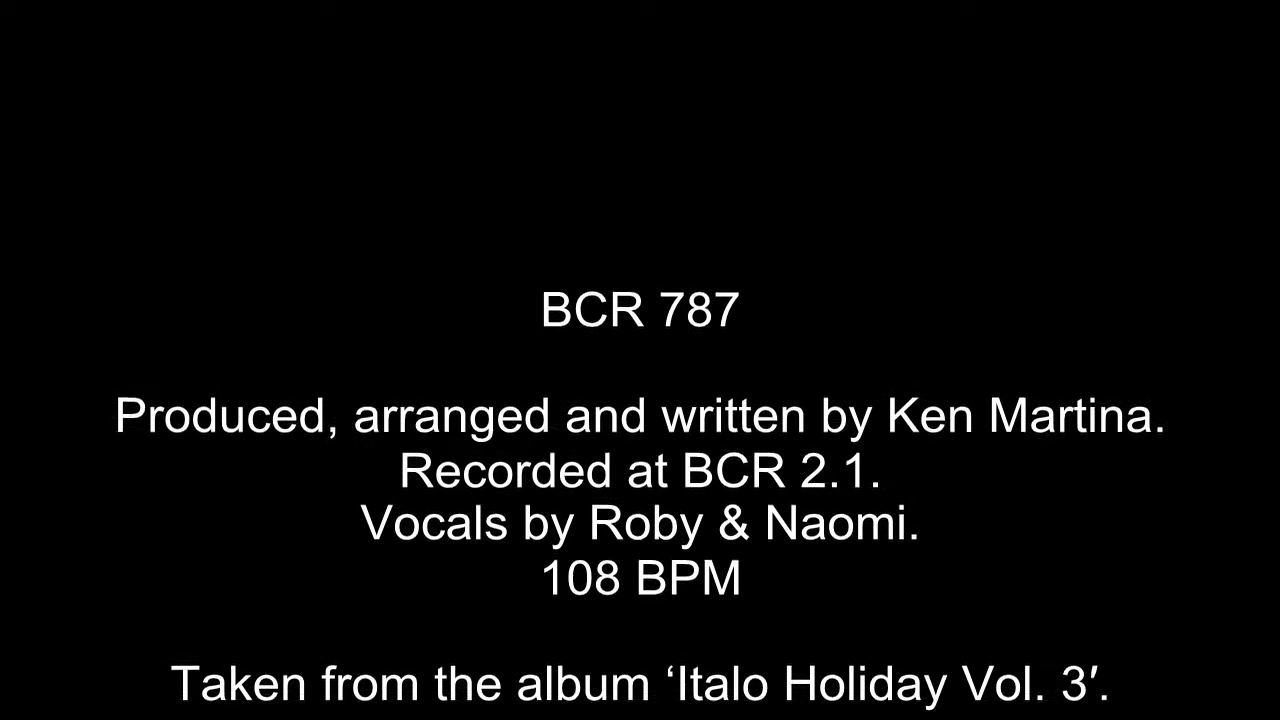 BCR 787
Produced, arranged and written by Ken Martina.
Recorded at BCR 2.1.
Vocals by Roby & Naomi.
108 BPM
Taken from the album ‘Italo Holiday Vol. 3′.